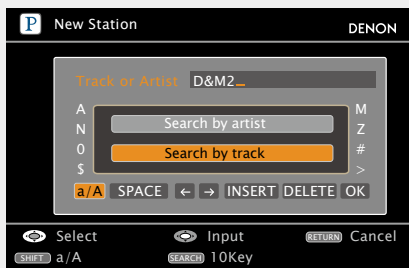 P New Station DENON
Track or Artist D&M2_
A M
Search by artist
N Z
0 #
Search by track
$ >
a/A SPACE ← → INSERT DELETE OK
Select Input RETURN Cancel
SHIFT a/A SEARCH 10Key